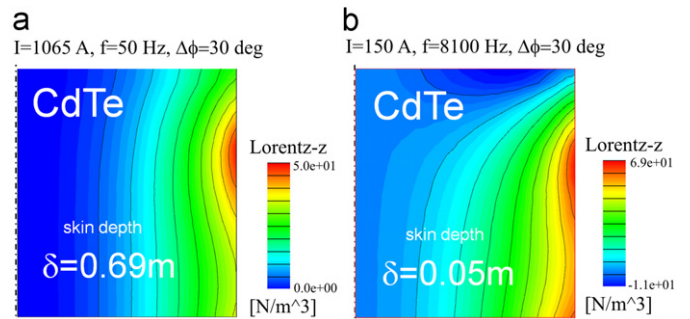 a
I=1065 A, f=50 Hz, Δϕ=30 deg
CdTe
skin depth
δ=0.69m
Lorentz-z
5.0e+01
0.0e+00
[N/m^3]
b
I=150 A, f=8100 Hz, Δϕ=30 deg
CdTe
skin depth
δ=0.05m
Lorentz-z
6.9e+01
-1.1e+01
[N/m^3]